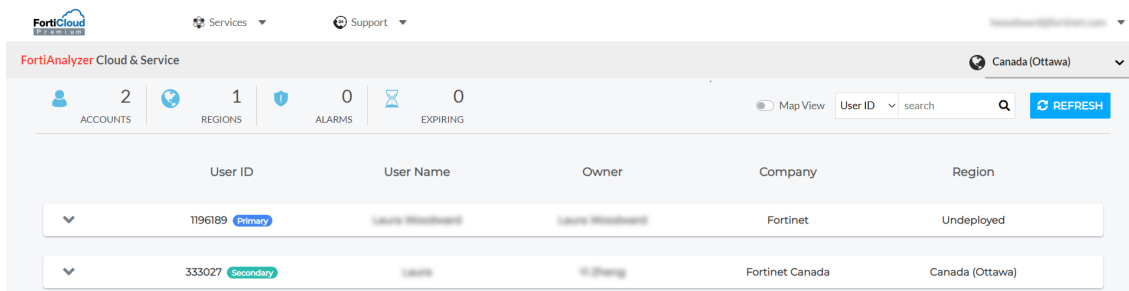 FortiCloud Services Support
Premium
FortiAnalyzer Cloud & Service Canada (Ottawa)
2 1 0 0
ACCOUNTS REGIONS ALARMS EXPIRING
Map View User ID search REFRESH
User ID User Name Owner Company Region
1196189 Primary Fortinet Undeployed
333027 Secondary Fortinet Canada Canada (Ottawa)